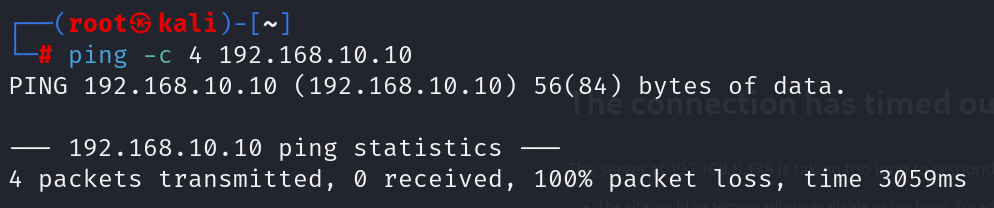 ┌──(root㉿kali)-[~]
└─# ping -c 4 192.168.10.10
PING 192.168.10.10 (192.168.10.10) 56(84) bytes of data.
The connection has timed ou
--- 192.168.10.10 ping statistics ---
4 packets transmitted, 0 received, 100% packet loss, time 3059ms